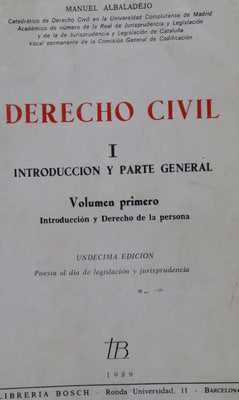 MANUEL ALBALADEJO
Catedrático de Derecho Civil en la Universidad Complutense de Madrid
Académico de número de la Real de Jurisprudencia y Legislación
y de la de Jurisprudencia y Legislación de Cataluña
Vocal permanente de la Comisión General de Codificación
DERECHO CIVIL
I
INTRODUCCION Y PARTE GENERAL
Volumen primero
Introducción y Derecho de la persona
UNDECIMA EDICION
Puesta al día de legislación y jurisprudencia
1989
LIBRERIA BOSCH - Ronda Universidad, 11 - Barcelona